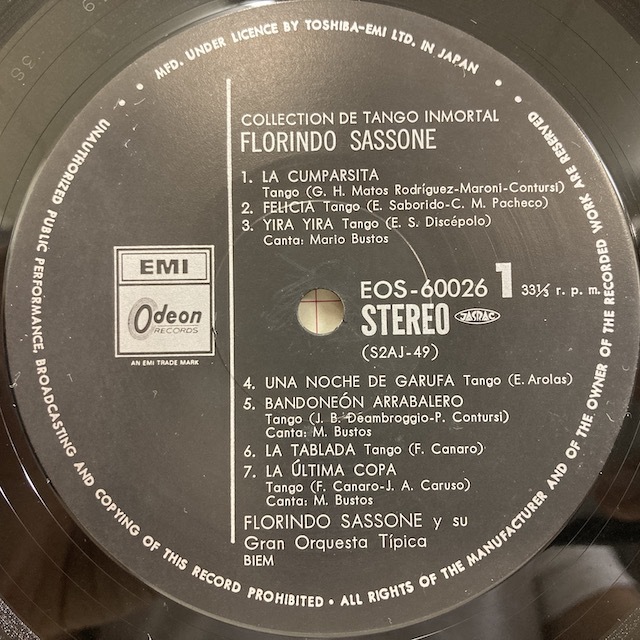 MFD. UNDER LICENCE BY TOSHIBA-EMI LTD. IN JAPAN
COLLECTION DE TANGO INMORTAL
FLORINDO SASSONE
1. LA CUMPARSITA
Tango (G. H. Matos Rodríguez-Maroni-Contursi)
2. FELICIA Tango (E. Saborido-C. M. Pacheco)
3. YIRA YIRA Tango (E. S. Discépolo)
Canta: Mario Bustos
EMI
Odeon
RECORDS
AN EMI TRADE MARK
EOS-60026 1 33⅓ r. p. m.
STEREO JASRAC
(S2AJ-49)
4. UNA NOCHE DE GARUFA Tango (E. Arolas)
5. BANDONEÓN ARRABALERO
Tango (J. B. Deambroggio-P. Contursi)
Canta: M. Bustos
6. LA TABLADA Tango (F. Canaro)
7. LA ÚLTIMA COPA
Tango (F. Canaro-J. A. Caruso)
Canta: M. Bustos
FLORINDO SASSONE y su
Gran Orquesta Típica
BIEM
UNAUTHORIZED PUBLIC PERFORMANCE, BROADCASTING AND COPYING OF THIS RECORD PROHIBITED • ALL RIGHTS OF THE MANUFACTURER AND OF THE OWNER OF THE RECORDED WORK ARE RESERVED